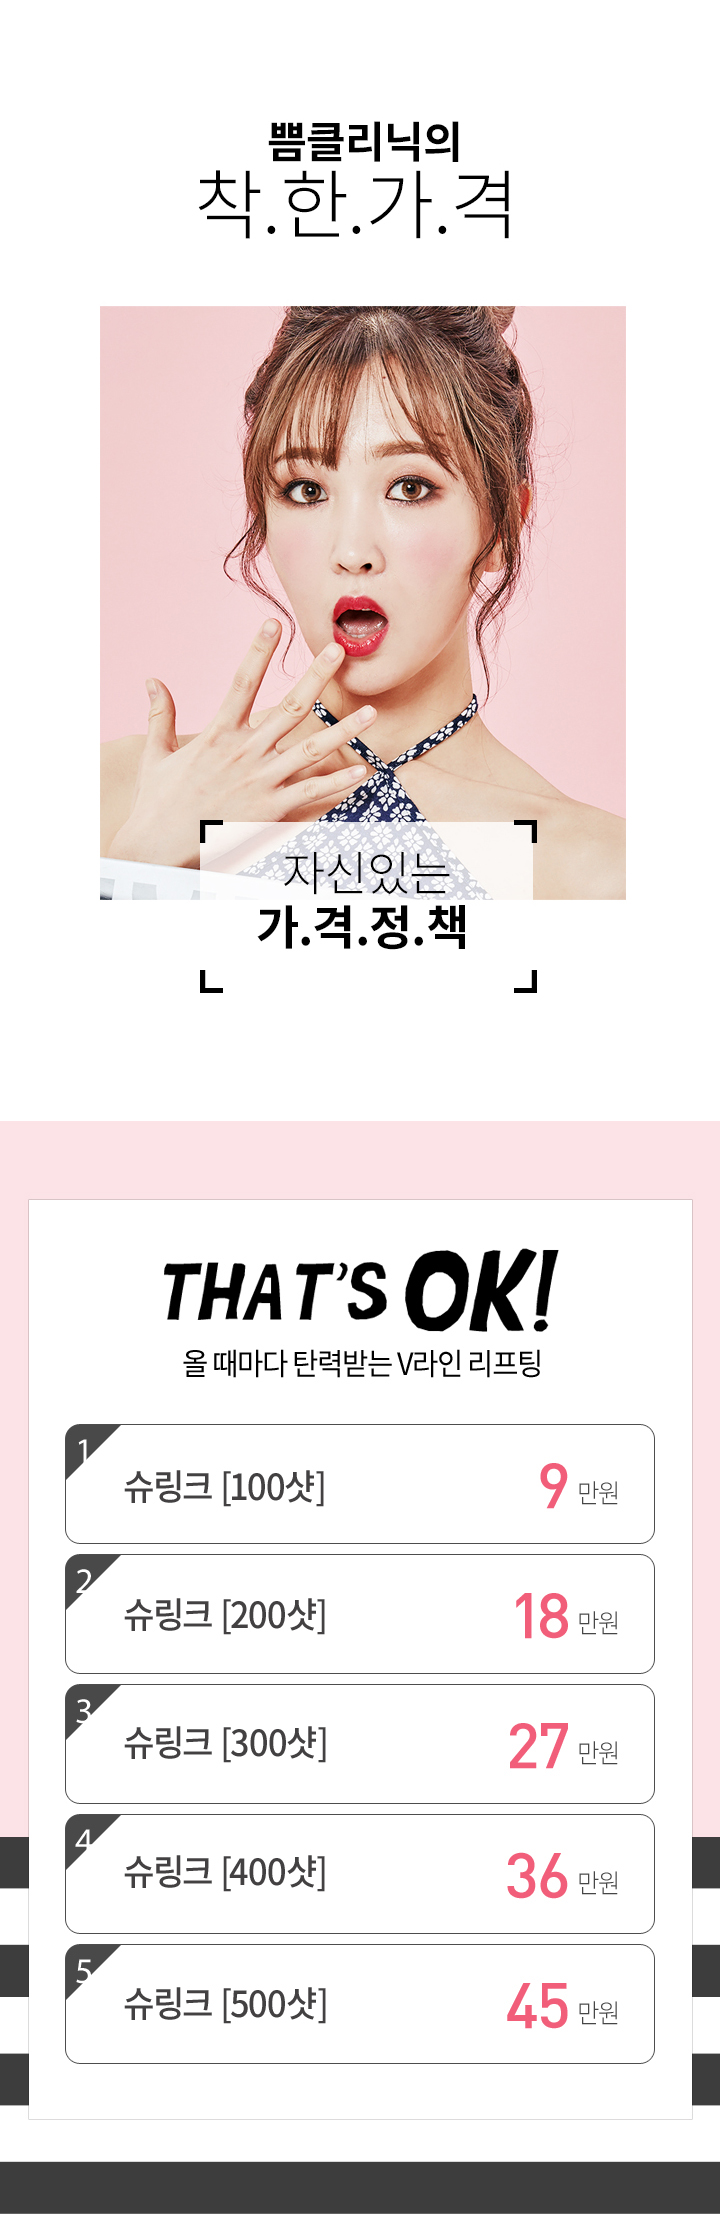 쁨클리닉의
착.한.가.격
자신있는
가.격.정.책
THAT'S OK!
올 때마다 탄력받는 V라인 리프팅
1
슈링크 [100샷]
9 만원
2
슈링크 [200샷]
18 만원
3
슈링크 [300샷]
27 만원
4
슈링크 [400샷]
36 만원
5
슈링크 [500샷]
45 만원